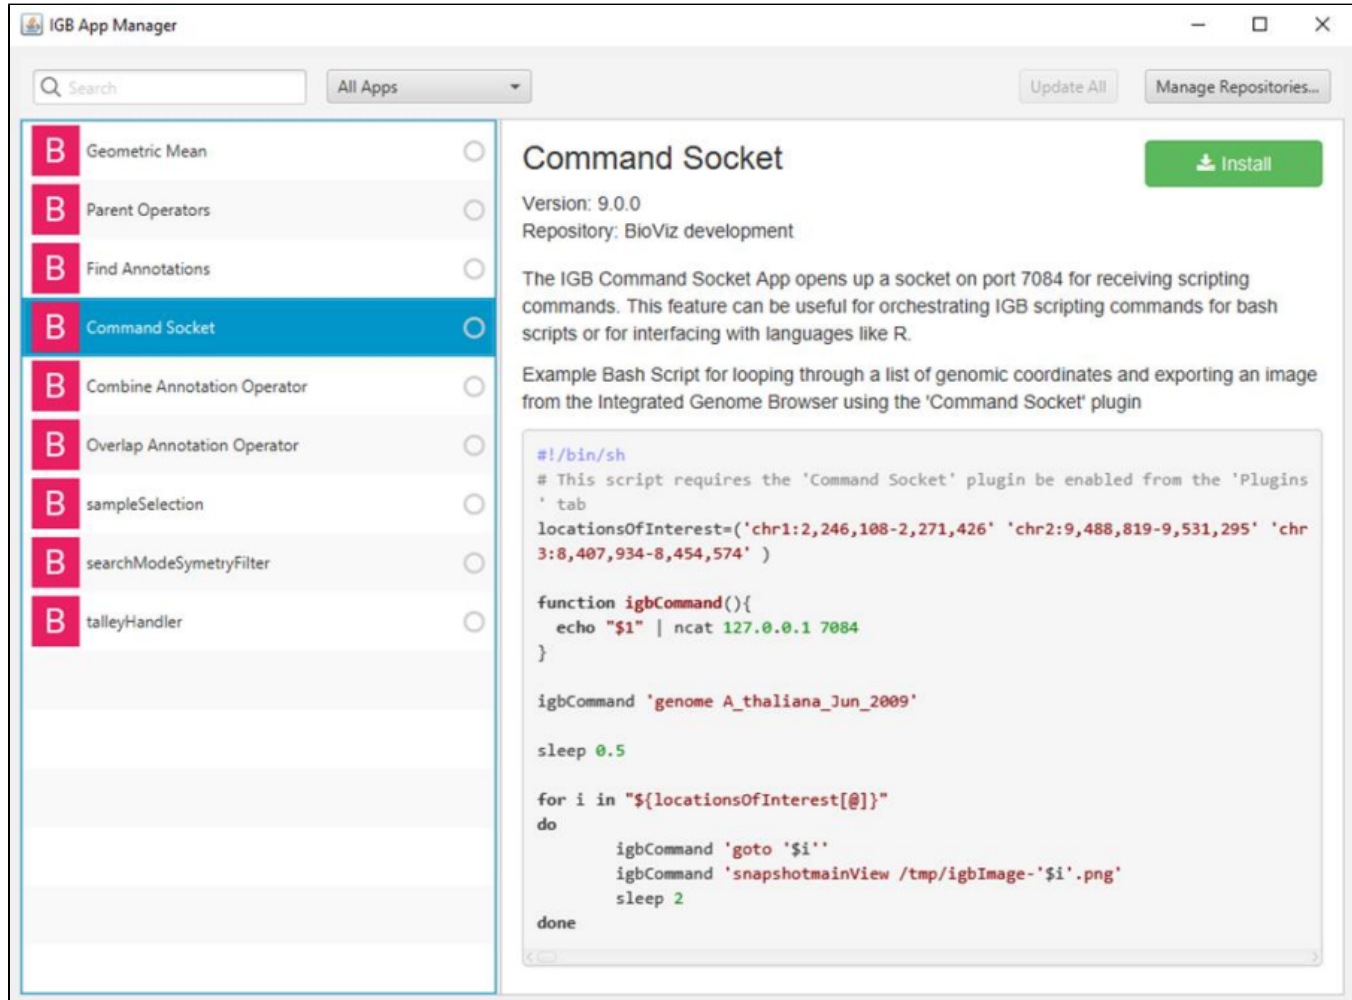 IGB App Manager
Search
All Apps
Update All
Manage Repositories...
B Geometric Mean
B Parent Operators
B Find Annotations
B Command Socket
B Combine Annotation Operator
B Overlap Annotation Operator
B sampleSelection
B searchModeSymetryFilter
B talleyHandler
Command Socket
Install
Version: 9.0.0
Repository: BioViz development
The IGB Command Socket App opens up a socket on port 7084 for receiving scripting
commands. This feature can be useful for orchestrating IGB scripting commands for bash
scripts or for interfacing with languages like R.
Example Bash Script for looping through a list of genomic coordinates and exporting an image
from the Integrated Genome Browser using the 'Command Socket' plugin
#!/bin/sh
# This script requires the 'Command Socket' plugin be enabled from the 'Plugins
' tab
locationsOfInterest=('chr1:2,246,108-2,271,426' 'chr2:9,488,819-9,531,295' 'chr
3:8,407,934-8,454,574' )
function igbCommand(){
echo "$1" | ncat 127.0.0.1 7084
}
igbCommand 'genome A_thaliana_Jun_2009'
sleep 0.5
for i in "${locationsOfInterest[@]}"
do
igbCommand 'goto '$i''
igbCommand 'snapshotmainView /tmp/igbImage-'$i'.png'
sleep 2
done